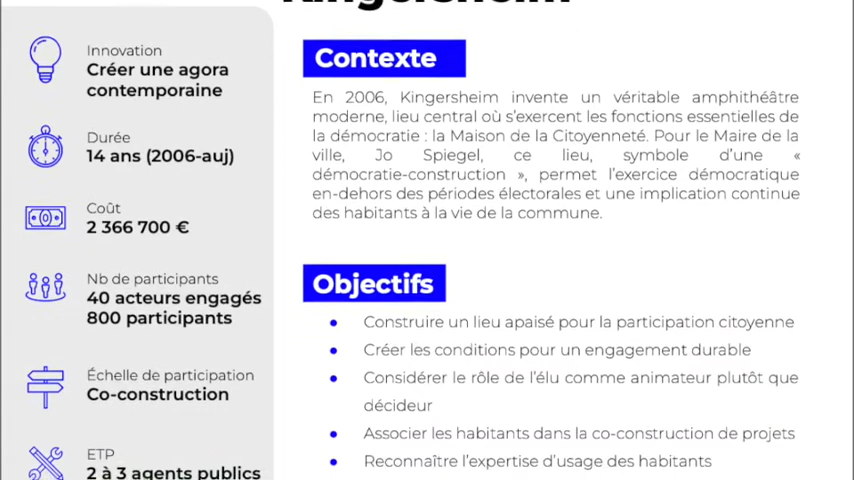 Kingersheim
Innovation
Créer une agora
contemporaine
Durée
14 ans (2006-auj)
Coût
2 366 700 €
Nb de participants
40 acteurs engagés
800 participants
Échelle de participation
Co-construction
ETP
2 à 3 agents publics
Contexte
En 2006, Kingersheim invente un véritable amphithéâtre
moderne, lieu central où s'exercent les fonctions essentielles de
la démocratie : la Maison de la Citoyenneté. Pour le Maire de la
ville, Jo Spiegel, ce lieu, symbole d'une «
démocratie-construction », permet l'exercice démocratique
en-dehors des périodes électorales et une implication continue
des habitants à la vie de la commune.
Objectifs
● Construire un lieu apaisé pour la participation citoyenne
● Créer les conditions pour un engagement durable
● Considérer le rôle de l'élu comme animateur plutôt que
décideur
● Associer les habitants dans la co-construction de projets
● Reconnaître l'expertise d'usage des habitants